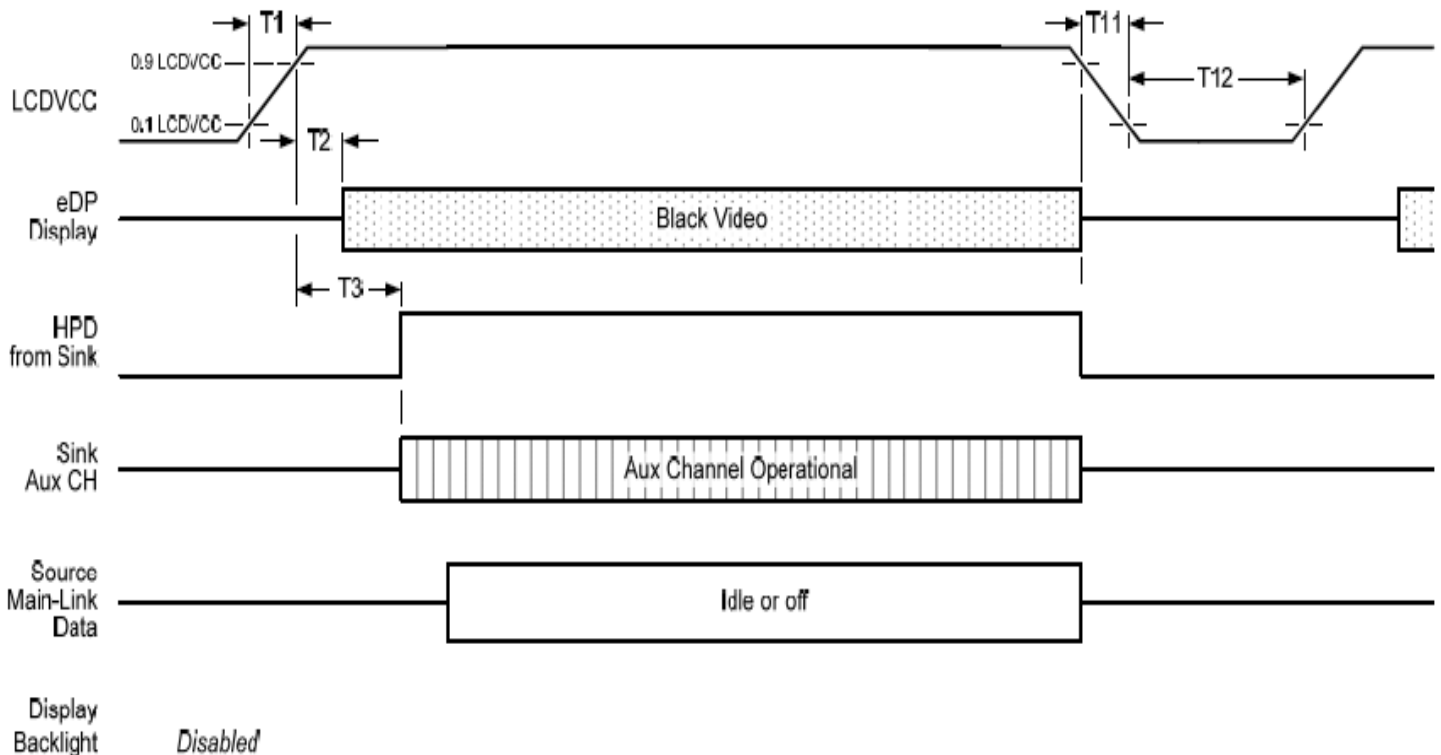 T1
T11
0.9 LCDVCC
LCDVCC
T12
0.1 LCDVCC
T2
eDP
Display
Black Video
T3
HPD
from Sink
Sink
Aux CH
Aux Channel Operational
Source
Main-Link
Data
Idle or off
Display
Backlight
Disabled